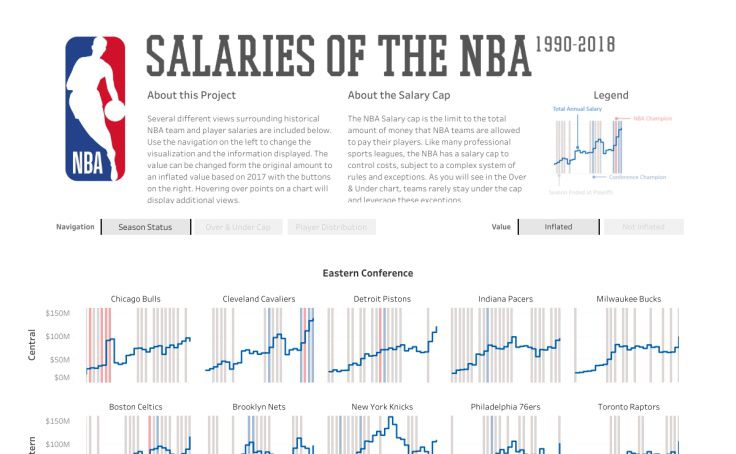 SALARIES OF THE NBA 1990-2018
NBA
About this Project
Several different views surrounding historical
NBA team and player salaries are included below.
Use the navigation on the left to change the
visualization and the information displayed. The
value can be changed form the original amount to
an inflated value based on 2017 with the buttons
on the right. Hovering over points on a chart will
display additional views.
About the Salary Cap
The NBA Salary cap is the limit to the total
amount of money that NBA teams are allowed
to pay their players. Like many professional
sports leagues, the NBA has a salary cap to
control costs, subject to a complex system of
rules and exceptions. As you will see in the Over
& Under chart, teams rarely stay under the cap
and leverage these exceptions
Legend
Total Annual Salary
NBA Champion
Conference Champion
Season Ended at Playoffs
Navigation
Season Status
Over & Under Cap
Player Distribution
Value
Inflated
Not Inflated
Eastern Conference
Central
Chicago Bulls
Cleveland Cavaliers
Detroit Pistons
Indiana Pacers
Milwaukee Bucks
$150M
$100M
$50M
$0M
Boston Celtics
Brooklyn Nets
New York Knicks
Philadelphia 76ers
Toronto Raptors
$150M
$100M